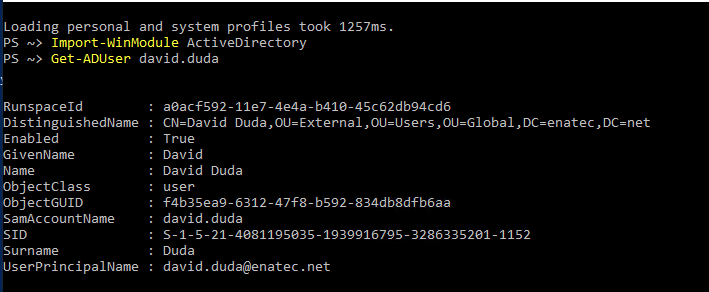 Loading personal and system profiles took 1257ms.
PS ~> Import-WinModule ActiveDirectory
PS ~> Get-ADUser david.duda
RunspaceId        : a0acf592-11e7-4e4a-b410-45c62db94cd6
DistinguishedName : CN=David Duda,OU=External,OU=Users,OU=Global,DC=enatec,DC=net
Enabled           : True
GivenName         : David
Name              : David Duda
ObjectClass       : user
ObjectGUID        : f4b35ea9-6312-47f8-b592-834db8dfb6aa
SamAccountName    : david.duda
SID               : S-1-5-21-4081195035-1939916795-3286335201-1152
Surname           : Duda
UserPrincipalName : david.duda@enatec.net